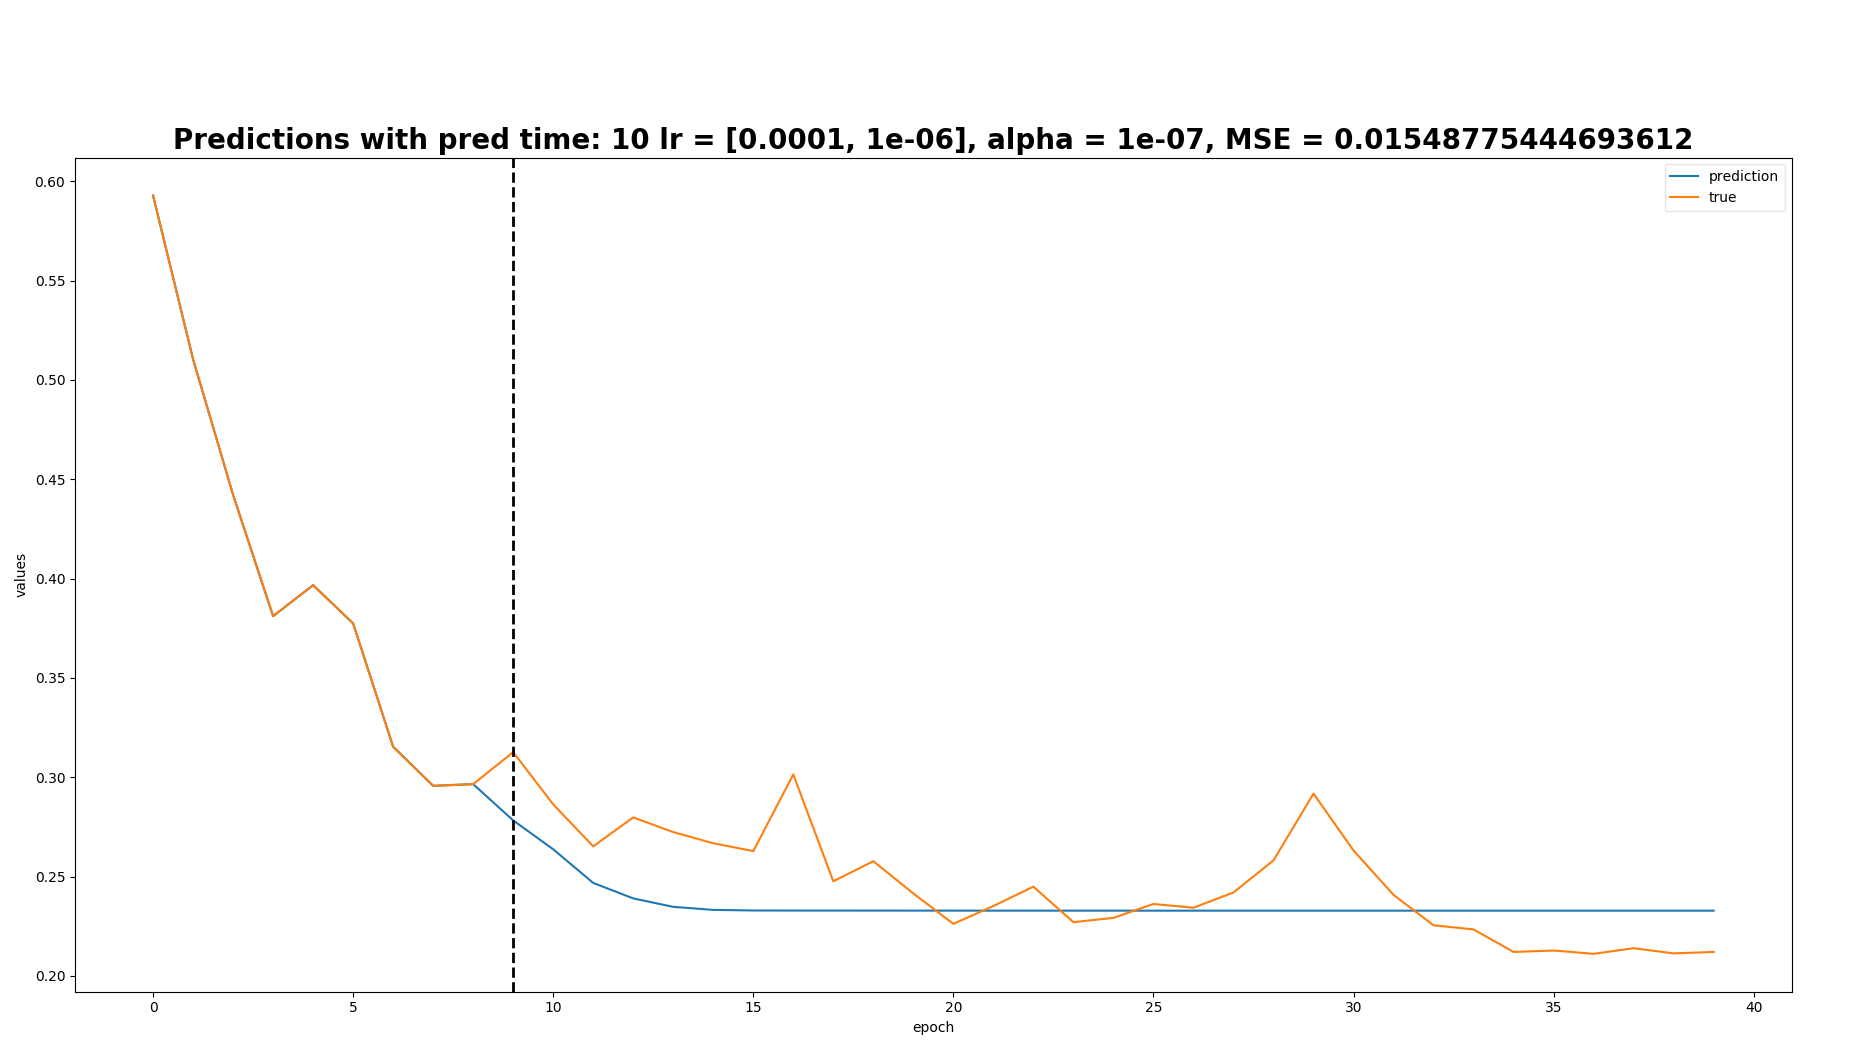 Predictions with pred time: 10 lr = [0.0001, 1e-06], alpha = 1e-07, MSE = 0.01548775444693612
prediction
true
0.60
0.55
0.50
0.45
0.40
0.35
0.30
0.25
0.20
values
0 5 10 15 20 25 30 35 40
epoch